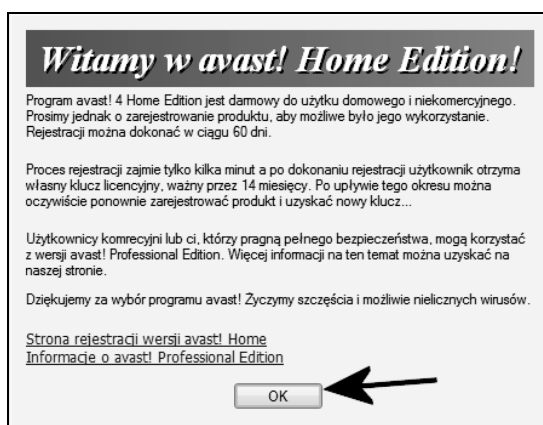 Witamy w avast! Home Edition!
Program avast! 4 Home Edition jest darmowy do użytku domowego i niekomercyjnego.
Prosimy jednak o zarejestrowanie produktu, aby możliwe było jego wykorzystanie.
Rejestracji można dokonać w ciągu 60 dni.
Proces rejestracji zajmie tylko kilka minut a po dokonaniu rejestracji użytkownik otrzyma
własny klucz licencyjny, ważny przez 14 miesięcy. Po upływie tego okresu można
oczywiście ponownie zarejestrować produkt i uzyskać nowy klucz...
Użytkownicy komrecyjni lub ci, którzy pragną pełnego bezpieczeństwa, mogą korzystać
z wersji avast! Professional Edition. Więcej informacji na ten temat można uzyskać na
naszej stronie.
Dziękujemy za wybór programu avast! Życzymy szczęścia i możliwie nielicznych wirusów.
Strona rejestracji wersji avast! Home
Informacje o avast! Professional Edition
OK